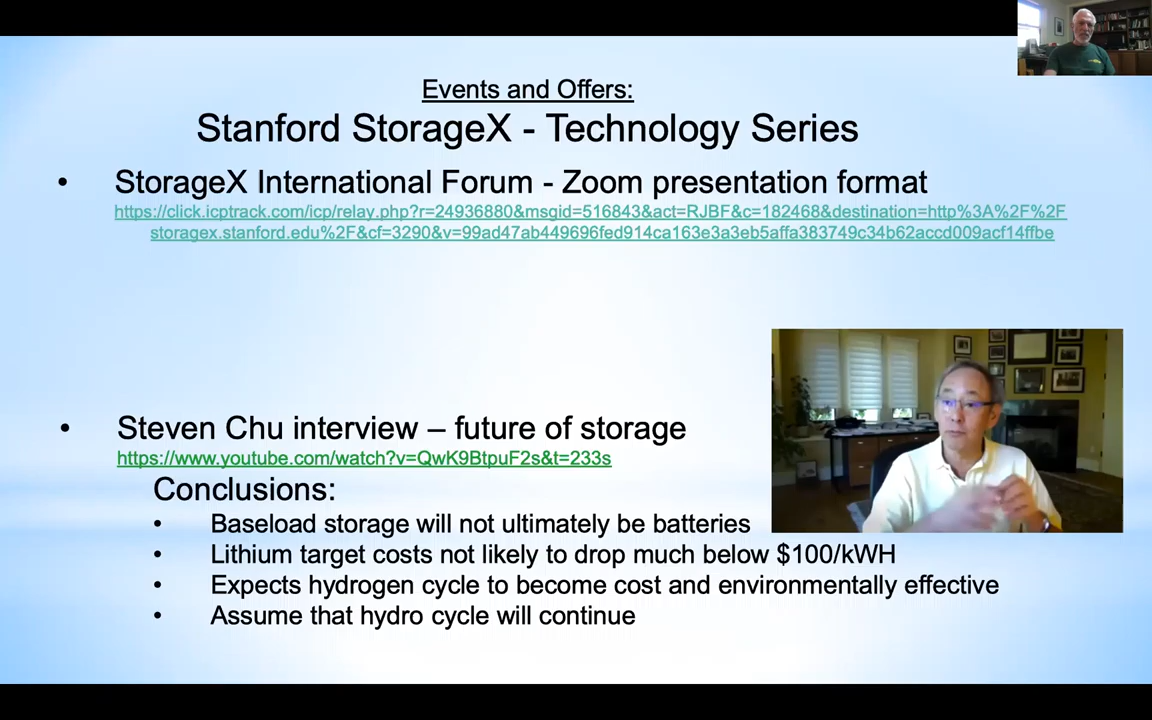 Events and Offers:
Stanford StorageX - Technology Series
• StorageX International Forum - Zoom presentation format
https://click.icptrack.com/icp/relay.php?r=24936880&msgid=516843&act=RJBF&c=182468&destination=http%3A%2F%2F
storagex.stanford.edu%2F&cf=3290&v=99ad47ab449696fed914ca163e3a3eb5affa383749c34b62accd009acf14ffbe
• Steven Chu interview – future of storage
https://www.youtube.com/watch?v=QwK9BtpuF2s&t=233s
Conclusions:
• Baseload storage will not ultimately be batteries
• Lithium target costs not likely to drop much below $100/kWH
• Expects hydrogen cycle to become cost and environmentally effective
• Assume that hydro cycle will continue